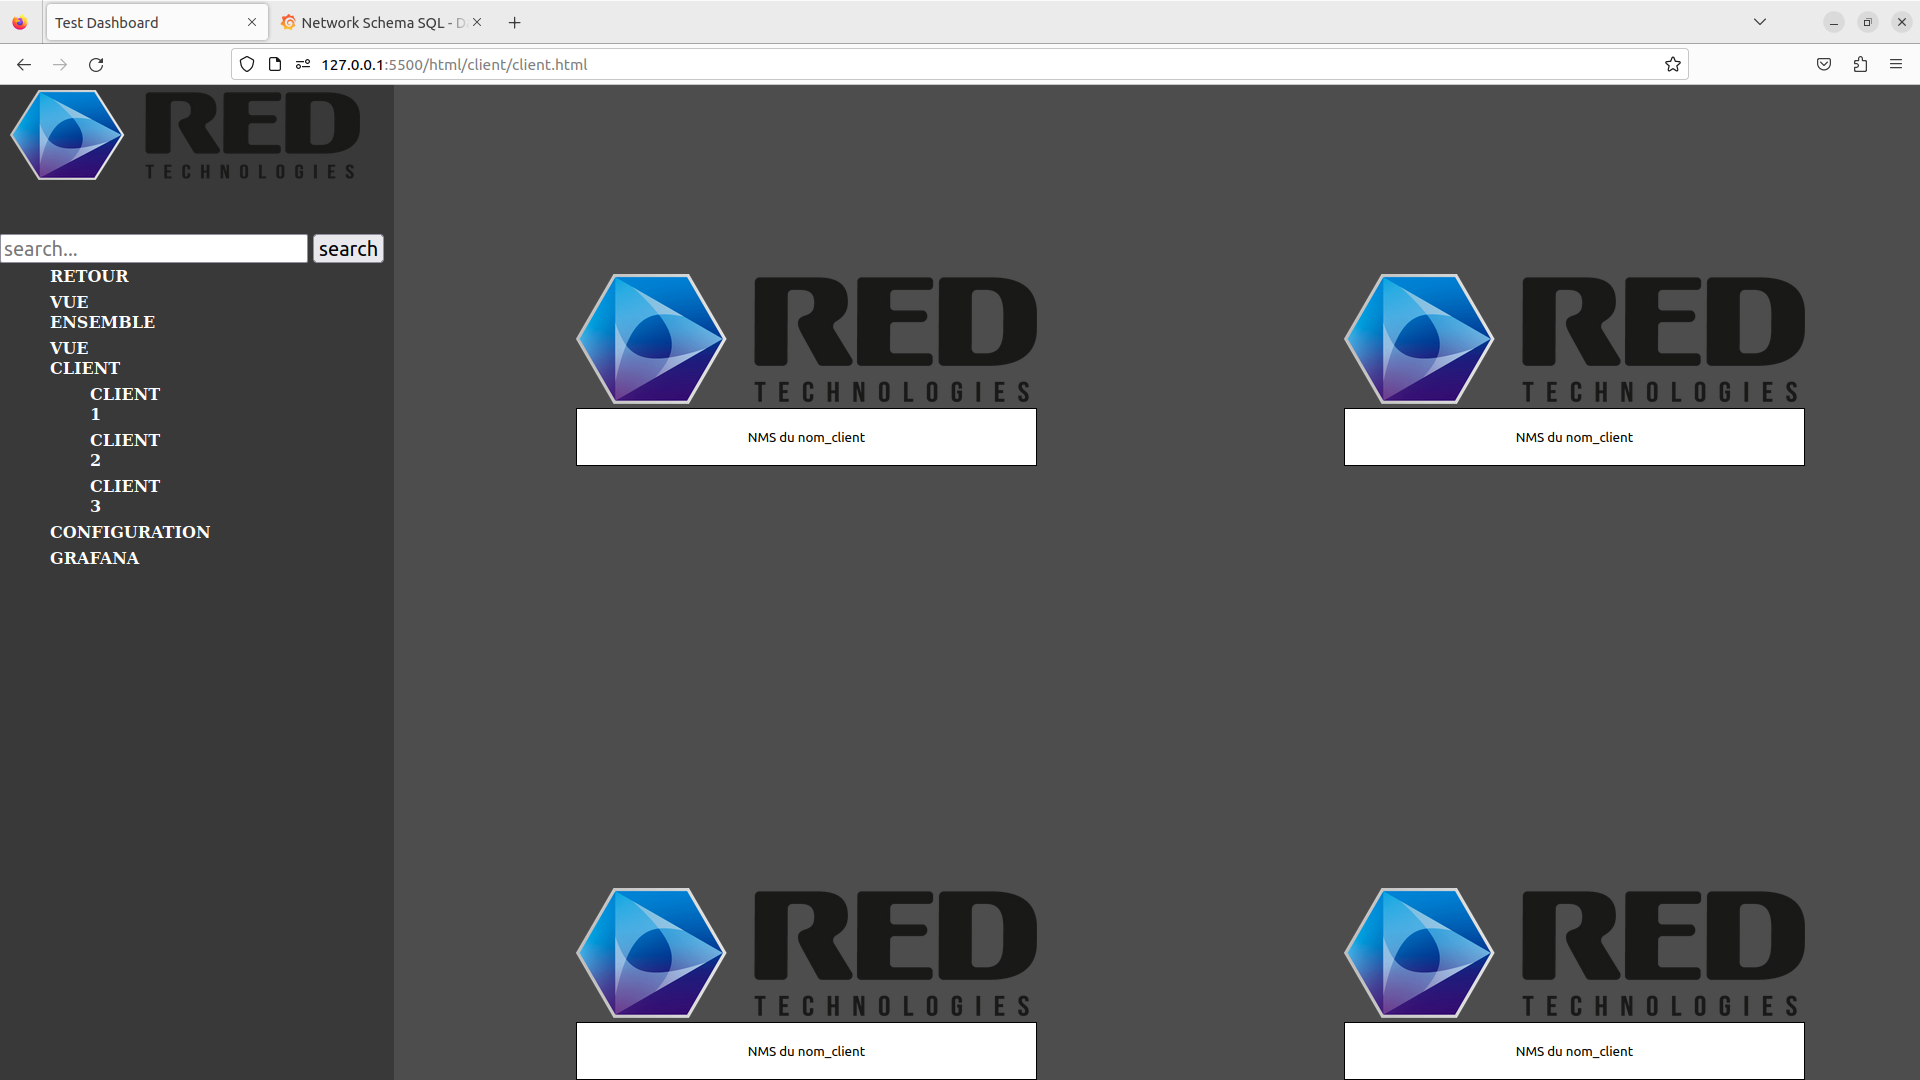 Test Dashboard
Network Schema SQL - D
127.0.0.1:5500/html/client/client.html
RED
TECHNOLOGIES
search...
search
RETOUR
VUE
ENSEMBLE
VUE
CLIENT
CLIENT
1
CLIENT
2
CLIENT
3
CONFIGURATION
GRAFANA
RED
TECHNOLOGIES
NMS du nom_client
RED
TECHNOLOGIES
NMS du nom_client
RED
TECHNOLOGIES
NMS du nom_client
RED
TECHNOLOGIES
NMS du nom_client